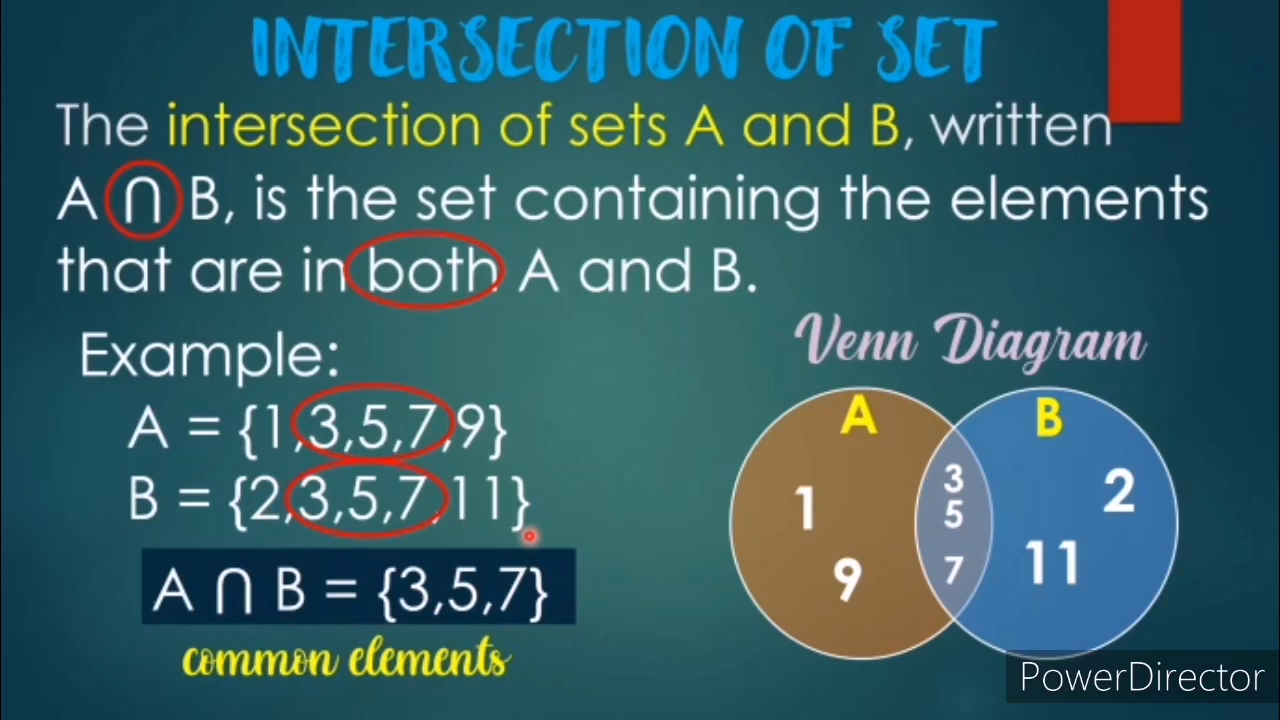 INTERSECTION OF SET
The intersection of sets A and B, written
A ∩ B, is the set containing the elements
that are in both A and B.
Example:
A = {1,3,5,7,9}
B = {2,3,5,7,11}
A ∩ B = {3,5,7}
common elements
Venn Diagram
A
B
1
9
3
5
7
2
11
PowerDirector